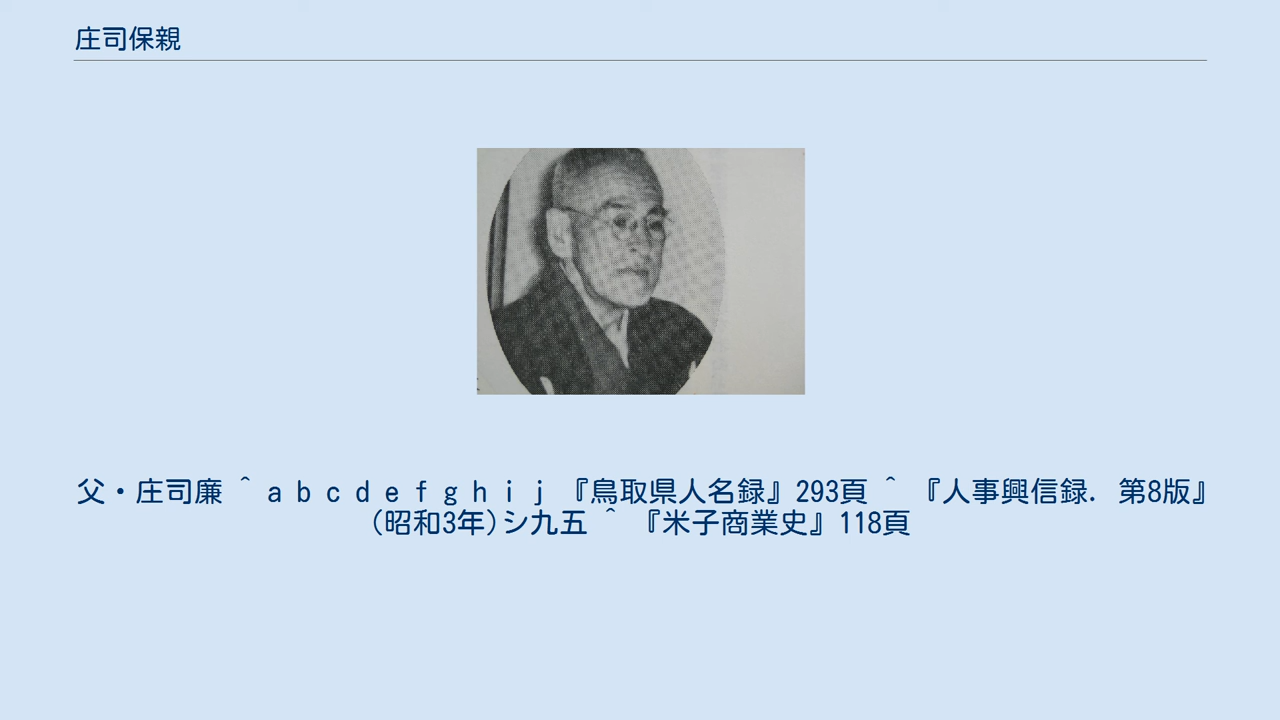 庄司保親
父・庄司廉 ^ a b c d e f g h i j 『鳥取県人名録』293頁 ^ 『人事興信録. 第8版』
(昭和3年)シ九五 ^ 『米子商業史』118頁